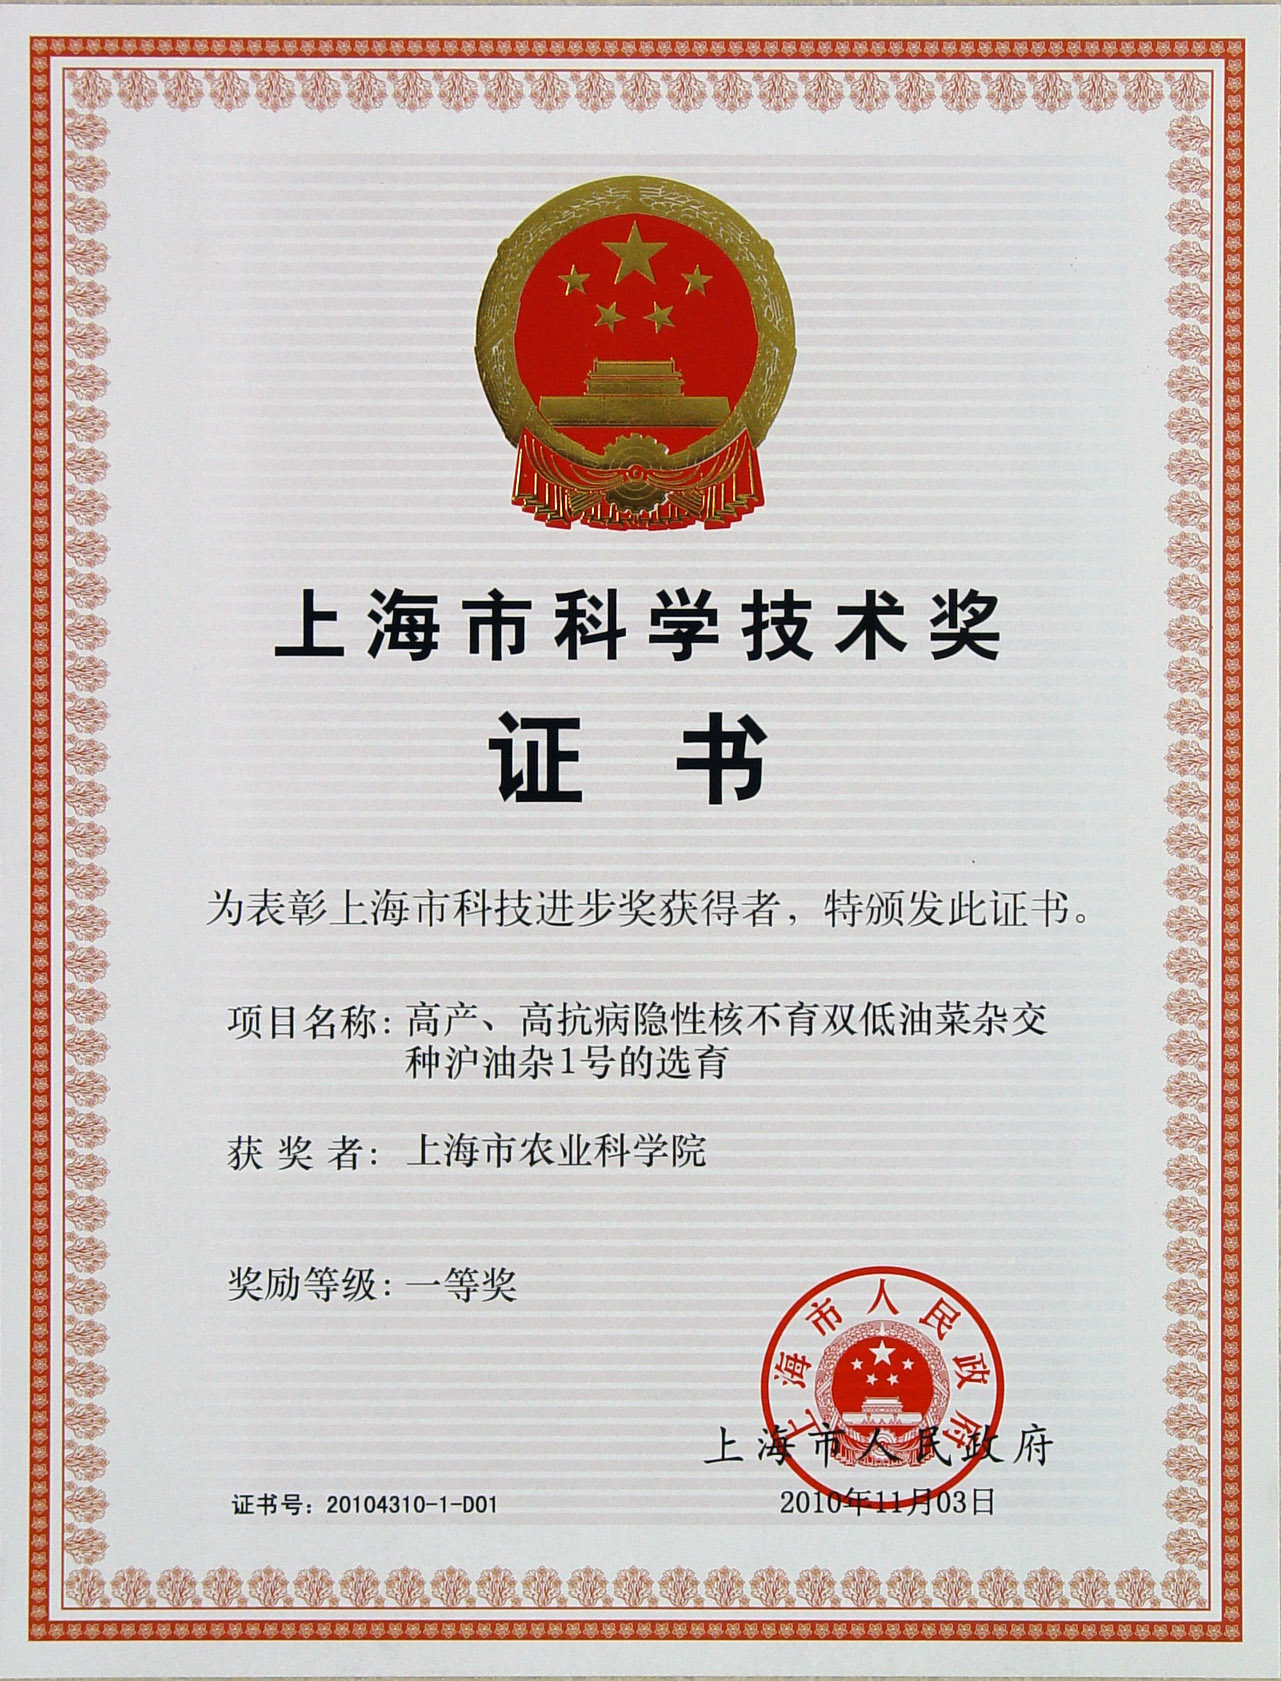 上海市科学技术奖
证书
为表彰上海市科技进步奖获得者，特颁发此证书。
项目名称：高产、高抗病隐性核不育双低油菜杂交
种沪油杂1号的选育
获奖者：上海市农业科学院
奖励等级：一等奖
上海市人民政府
上海市人民政府
2010年11月03日
证书号：20104310-1-D01